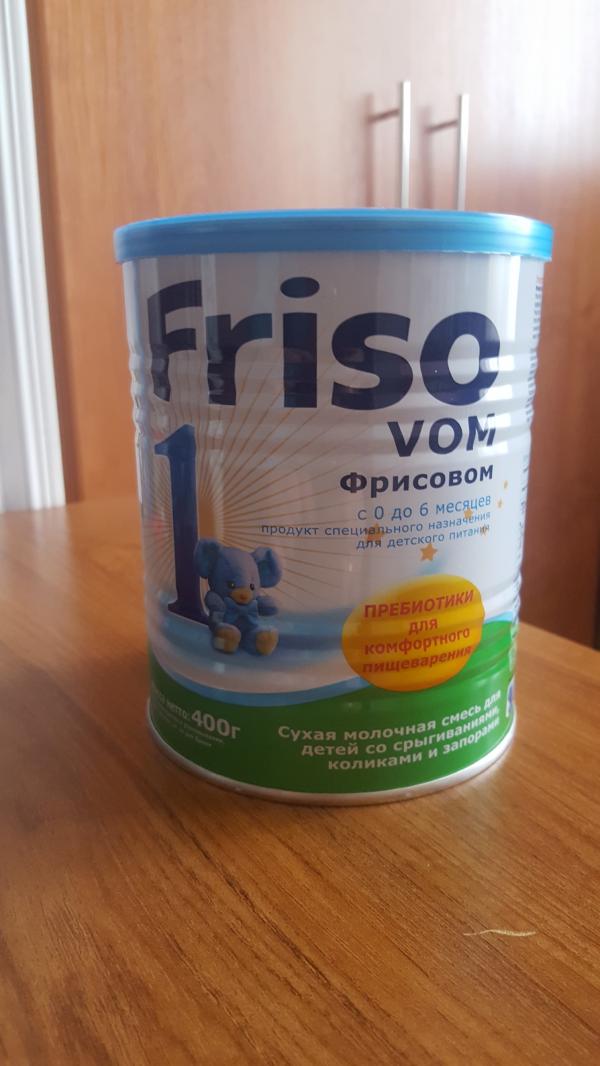 Friso
VOM
1
Фрисовом
с 0 до 6 месяцев
продукт специального назначения
для детского питания
ПРЕБИОТИКИ
для
комфортного
пищеварения
нетто: 400г
Сухая молочная смесь для
детей со срыгиваниями,
коликами и запорами